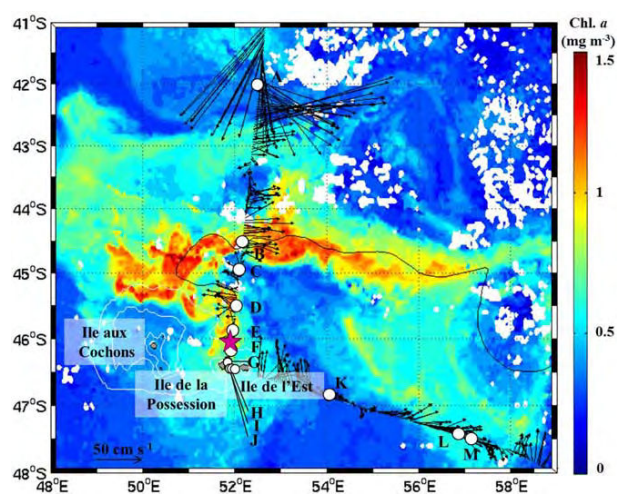 Chl. a
(mg m-3)
41°S
42°S
43°S
44°S
45°S
46°S
47°S
48°S
48°E
50°E
52°E
54°E
56°E
58°E
1.5
1
0.5
0
A
B
C
D
E
F
G
H
I
J
K
L
M
Ile aux
Cochons
Ile de la
Possession
Ile de l'Est
50 cm s-1